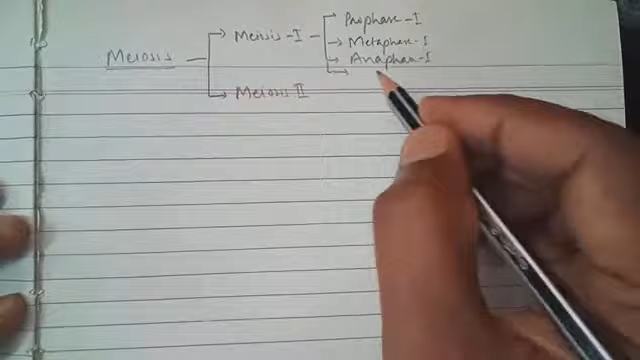 Prophase-I
Meiosis-I
Metaphase-I
Meiosis
Anaphase-I
Meiosis II